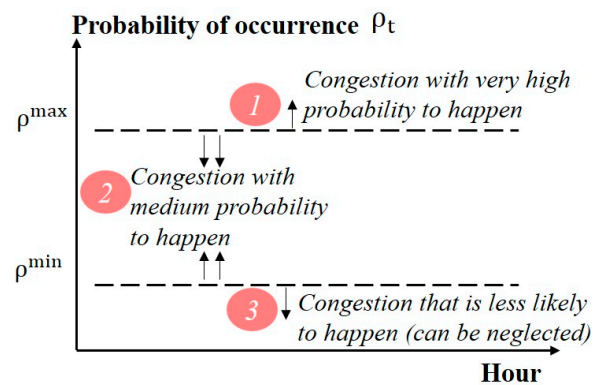 Probability of occurrence ρt
1
Congestion with very high
probability to happen
ρmax
2
Congestion with
medium probability
to happen
ρmin
3
Congestion that is less likely
to happen (can be neglected)
Hour